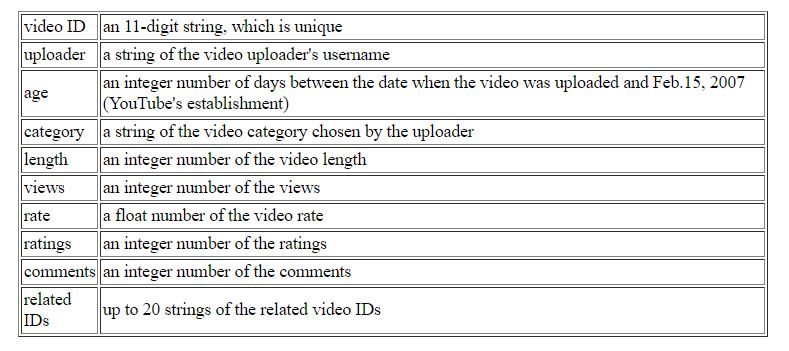 video ID an 11-digit string, which is unique
uploader a string of the video uploader's username
age an integer number of days between the date when the video was uploaded and Feb.15, 2007
(YouTube's establishment)
category a string of the video category chosen by the uploader
length an integer number of the video length
views an integer number of the views
rate a float number of the video rate
ratings an integer number of the ratings
comments an integer number of the comments
related
IDs up to 20 strings of the related video IDs